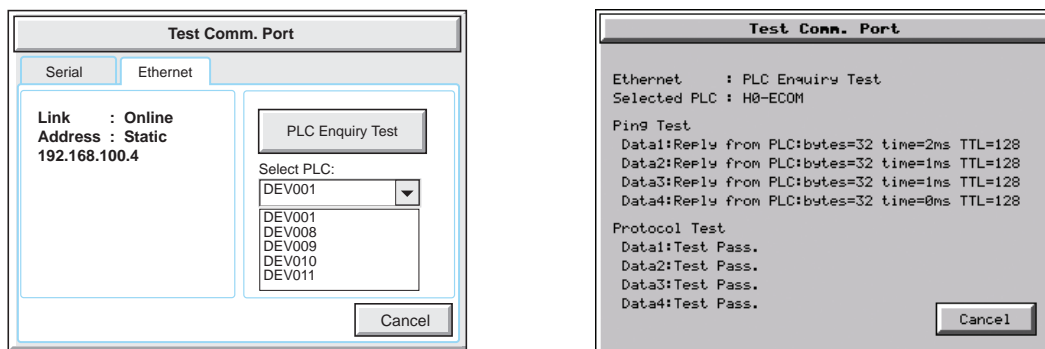 Test Comm. Port
Serial
Ethernet
Link : Online
Address : Static
192.168.100.4
PLC Enquiry Test
Select PLC:
DEV001
DEV001
DEV008
DEV009
DEV010
DEV011
Cancel
Test Comm. Port
Ethernet : PLC Enquiry Test
Selected PLC : H0-ECOM
Ping Test
Data1:Reply from PLC:bytes=32 time=2ms TTL=128
Data2:Reply from PLC:bytes=32 time=1ms TTL=128
Data3:Reply from PLC:bytes=32 time=1ms TTL=128
Data4:Reply from PLC:bytes=32 time=0ms TTL=128
Protocol Test
Data1:Test Pass.
Data2:Test Pass.
Data3:Test Pass.
Data4:Test Pass.
Cancel